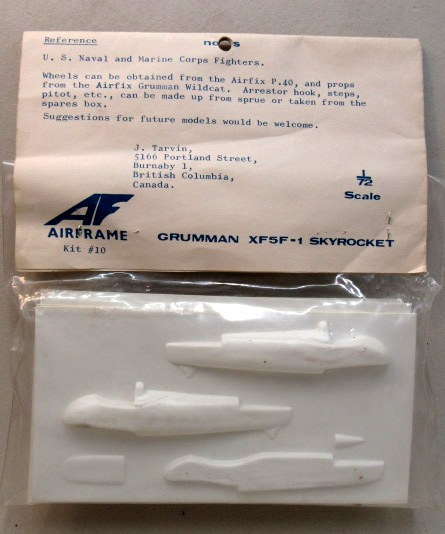 Reference
U. S. Naval and Marine Corps Fighters.
Wheels can be obtained from the Airfix P.40, and props
from the Airfix Grumman Wildcat. Arrestor hook, steps,
pitot, etc., can be made up from sprue or taken from the
spares box.
Suggestions for future models would be welcome.
J. Tarvin,
5166 Portland Street,
Burnaby 1,
British Columbia,
Canada.
1/72
Scale
AF
AIRFRAME
Kit #10
GRUMMAN XF5F-1 SKYROCKET